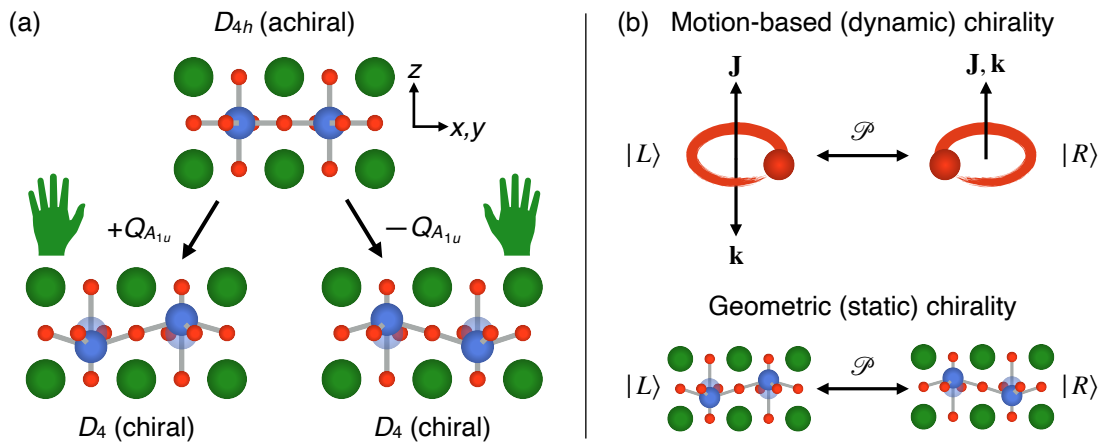 (a)
D4h (achiral)
z
x,y
+QA1u
−QA1u
D4 (chiral)
D4 (chiral)
(b) Motion-based (dynamic) chirality
J
J, k
|L⟩
𝒫
|R⟩
k
Geometric (static) chirality
|L⟩
𝒫
|R⟩